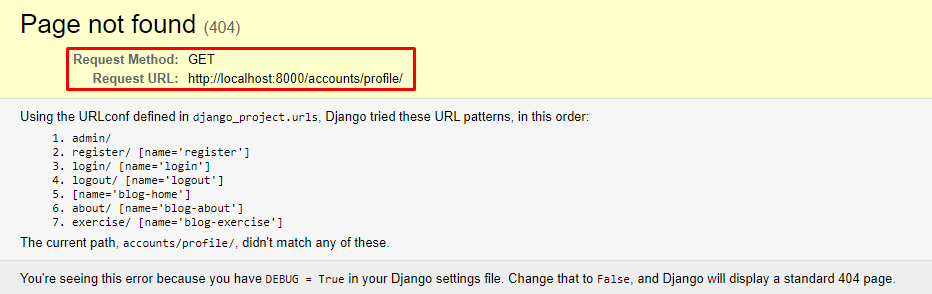 Page not found (404)
Request Method: GET
Request URL: http://localhost:8000/accounts/profile/
Using the URLconf defined in django_project.urls, Django tried these URL patterns, in this order:
1. admin/
2. register/ [name='register']
3. login/ [name='login']
4. logout/ [name='logout']
5. [name='blog-home']
6. about/ [name='blog-about']
7. exercise/ [name='blog-exercise']
The current path, accounts/profile/, didn't match any of these.
You're seeing this error because you have DEBUG = True in your Django settings file. Change that to False, and Django will display a standard 404 page.